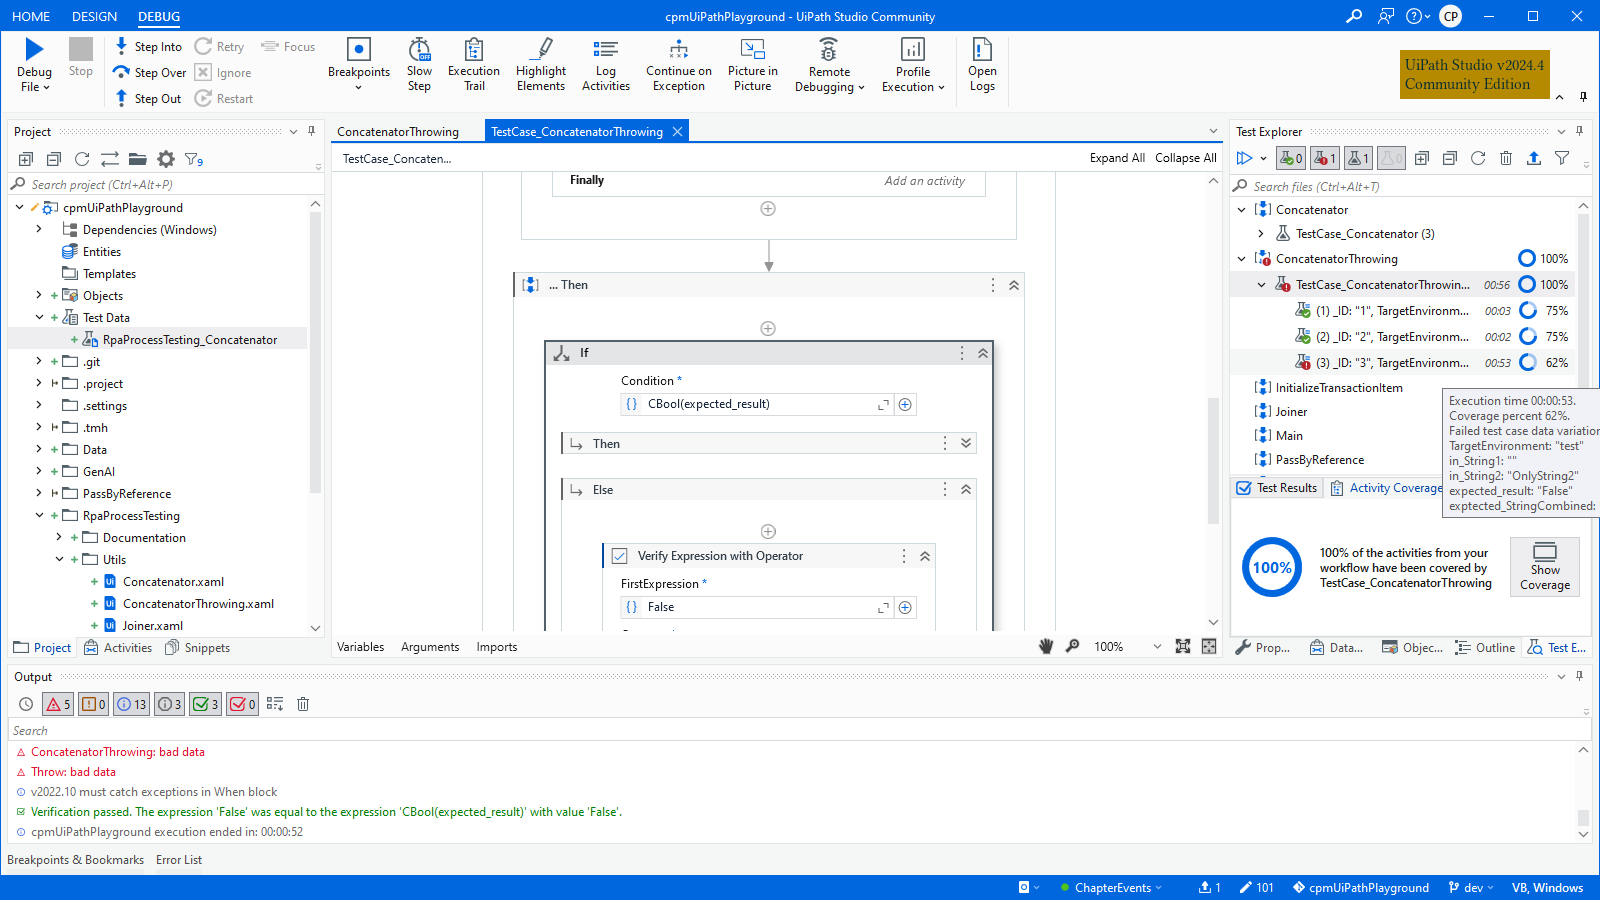 HOME DESIGN DEBUG
cpmUiPathPlayground - UiPath Studio Community
CP
Debug File
Stop
Step Into
Step Over
Step Out
Retry
Ignore
Restart
Focus
Breakpoints
Slow Step
Execution Trail
Highlight Elements
Log Activities
Continue on Exception
Picture in Picture
Remote Debugging
Profile Execution
Open Logs
UiPath Studio v2024.4
Community Edition
Project
9
Search project (Ctrl+Alt+P)
cpmUiPathPlayground
Dependencies (Windows)
Entities
Templates
Objects
Test Data
RpaProcessTesting_Concatenator
.git
.project
.settings
.tmh
Data
GenAI
PassByReference
RpaProcessTesting
Documentation
Utils
Concatenator.xaml
ConcatenatorThrowing.xaml
Joiner.xaml
Project Activities Snippets
ConcatenatorThrowing TestCase_ConcatenatorThrowing
TestCase_Concaten...
Expand All Collapse All
Finally Add an activity
... Then
If
Condition *
CBool(expected_result)
Then
Else
Verify Expression with Operator
FirstExpression *
False
Variables Arguments Imports
100%
Test Explorer
0 1 1 0
Search files (Ctrl+Alt+T)
Concatenator
TestCase_Concatenator (3)
ConcatenatorThrowing 100%
TestCase_ConcatenatorThrowin... 00:56 100%
(1) _ID: "1", TargetEnvironm... 00:03 75%
(2) _ID: "2", TargetEnvironm... 00:02 75%
(3) _ID: "3", TargetEnvironm... 00:53 62%
InitializeTransactionItem
Joiner
Main
PassByReference
Execution time 00:00:53.
Coverage percent 62%.
Failed test case data variation
TargetEnvironment: "test"
in_String1: ""
in_String2: "OnlyString2"
expected_result: "False"
exptected_StringCombined:
Test Results Activity Coverage
100%
100% of the activities from your
workflow have been covered by
TestCase_ConcatenatorThrowing
Show
Coverage
Prop... Data... Objec... Outline Test E...
Output
5 0 13 3 3 0
Search
ConcatenatorThrowing: bad data
Throw: bad data
v2022.10 must catch exceptions in When block
Verification passed. The expression 'False' was equal to the expression 'CBool(expected_result)' with value 'False'.
cpmUiPathPlayground execution ended in: 00:00:52
Breakpoints & Bookmarks Error List
ChapterEvents 1 101 cpmUiPathPlayground dev VB, Windows